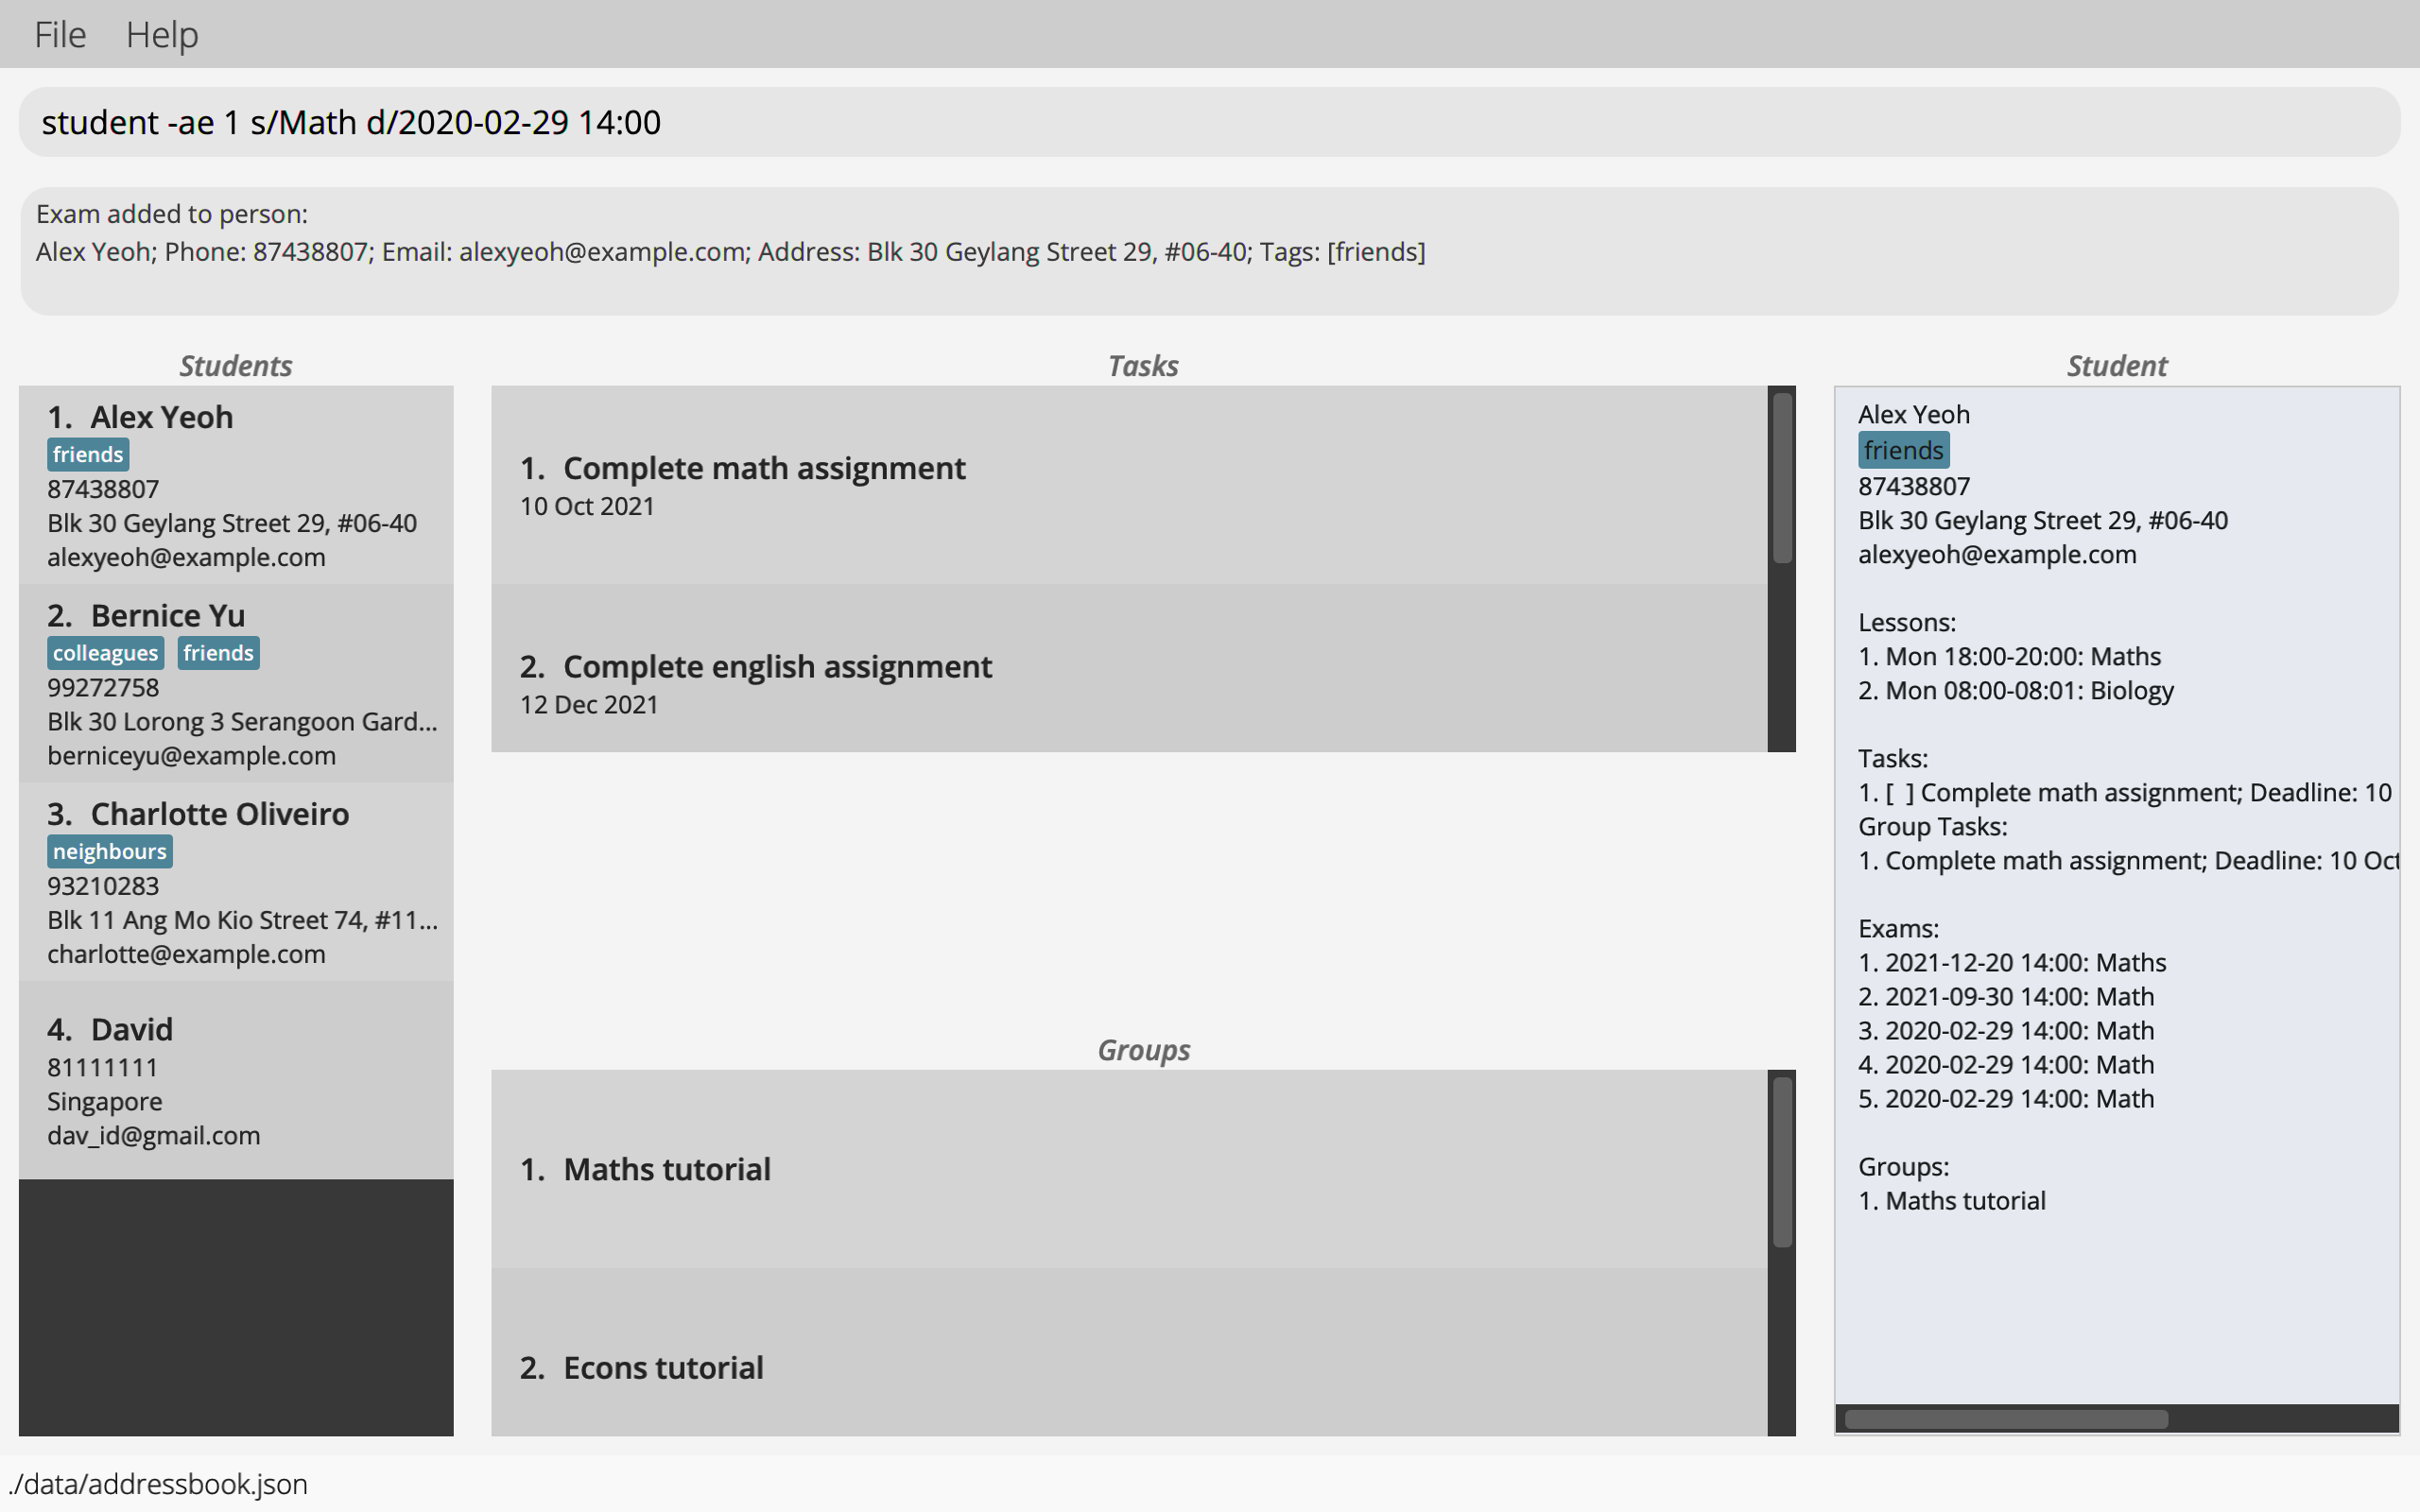 File Help
student -ae 1 s/Math d/2020-02-29 14:00
Exam added to person:
Alex Yeoh; Phone: 87438807; Email: alexyeoh@example.com; Address: Blk 30 Geylang Street 29, #06-40; Tags: [friends]
Students
1. Alex Yeoh
friends
87438807
Blk 30 Geylang Street 29, #06-40
alexyeoh@example.com
2. Bernice Yu
colleagues friends
99272758
Blk 30 Lorong 3 Serangoon Gard...
berniceyu@example.com
3. Charlotte Oliveiro
neighbours
93210283
Blk 11 Ang Mo Kio Street 74, #11...
charlotte@example.com
4. David
81111111
Singapore
dav_id@gmail.com
Tasks
1. Complete math assignment
10 Oct 2021
2. Complete english assignment
12 Dec 2021
Groups
1. Maths tutorial
2. Econs tutorial
Student
Alex Yeoh
friends
87438807
Blk 30 Geylang Street 29, #06-40
alexyeoh@example.com
Lessons:
1. Mon 18:00-20:00: Maths
2. Mon 08:00-08:01: Biology
Tasks:
1. [ ] Complete math assignment; Deadline: 10
Group Tasks:
1. Complete math assignment; Deadline: 10 Oct
Exams:
1. 2021-12-20 14:00: Maths
2. 2021-09-30 14:00: Math
3. 2020-02-29 14:00: Math
4. 2020-02-29 14:00: Math
5. 2020-02-29 14:00: Math
Groups:
1. Maths tutorial
./data/addressbook.json